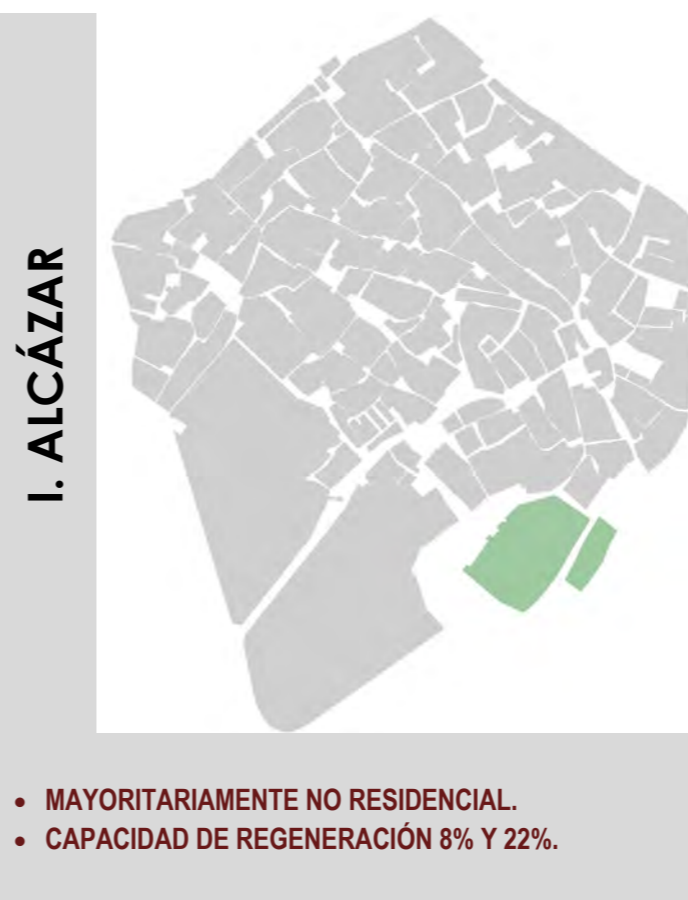 I. ALCÁZAR
• MAYORITARIAMENTE NO RESIDENCIAL.
• CAPACIDAD DE REGENERACIÓN 8% Y 22%.